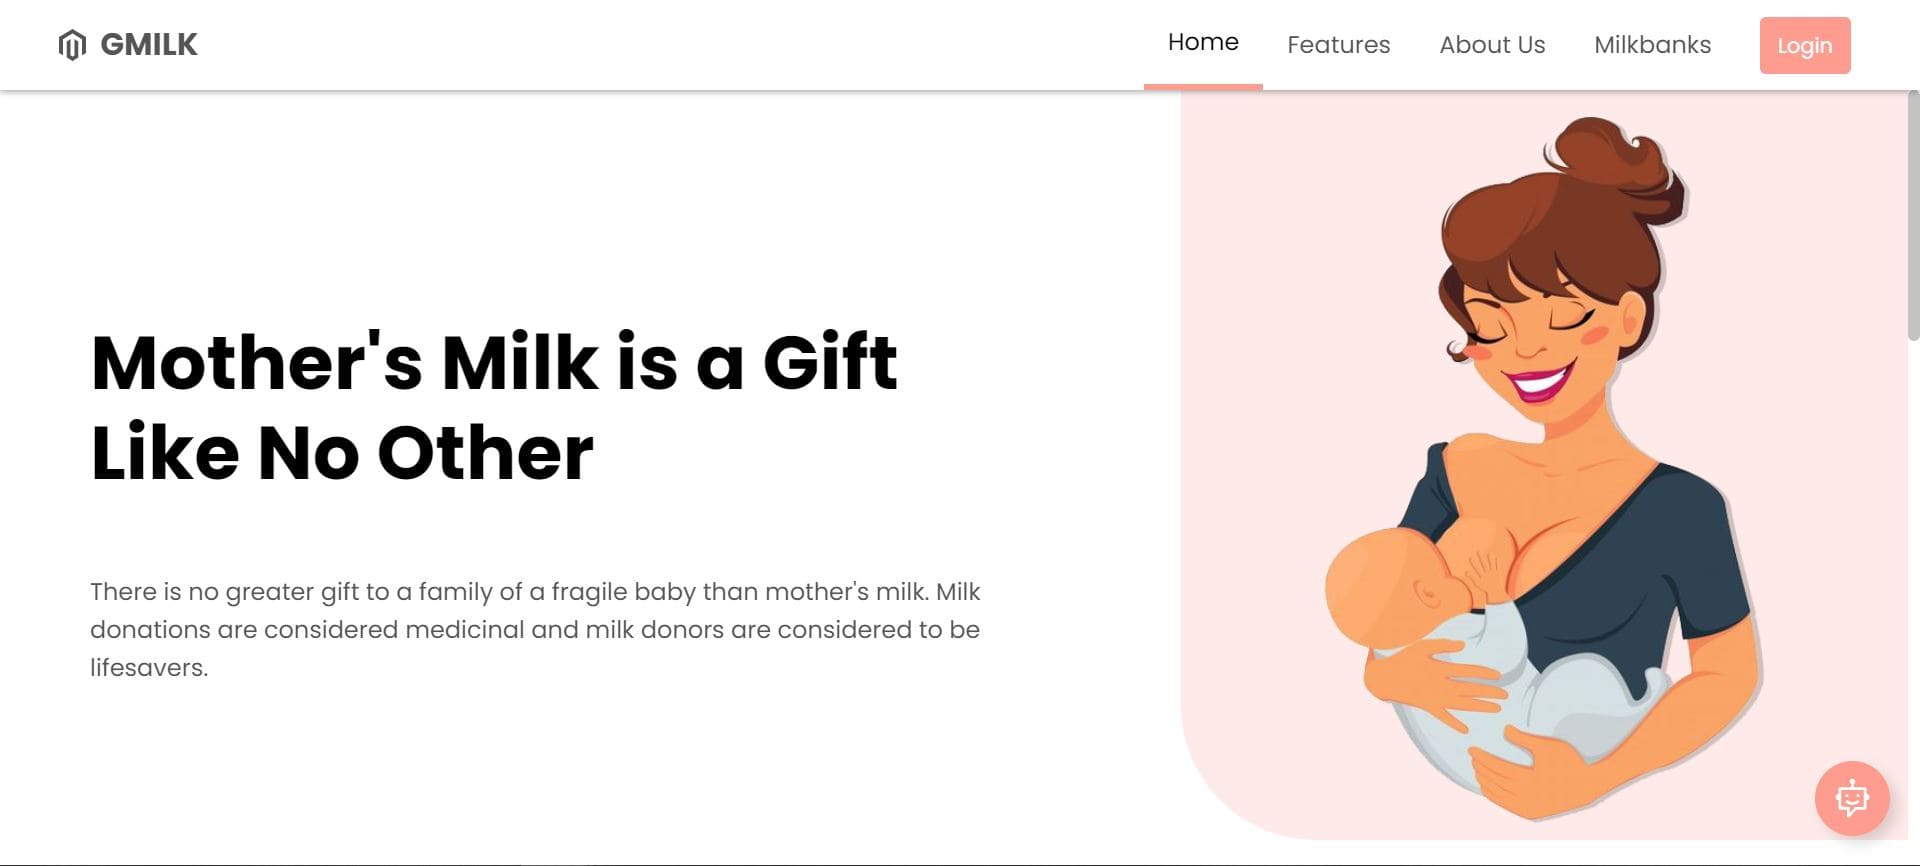 GMILK
Home
Features
About Us
Milkbanks
Login
Mother's Milk is a Gift
Like No Other
There is no greater gift to a family of a fragile baby than mother's milk. Milk
donations are considered medicinal and milk donors are considered to be
lifesavers.